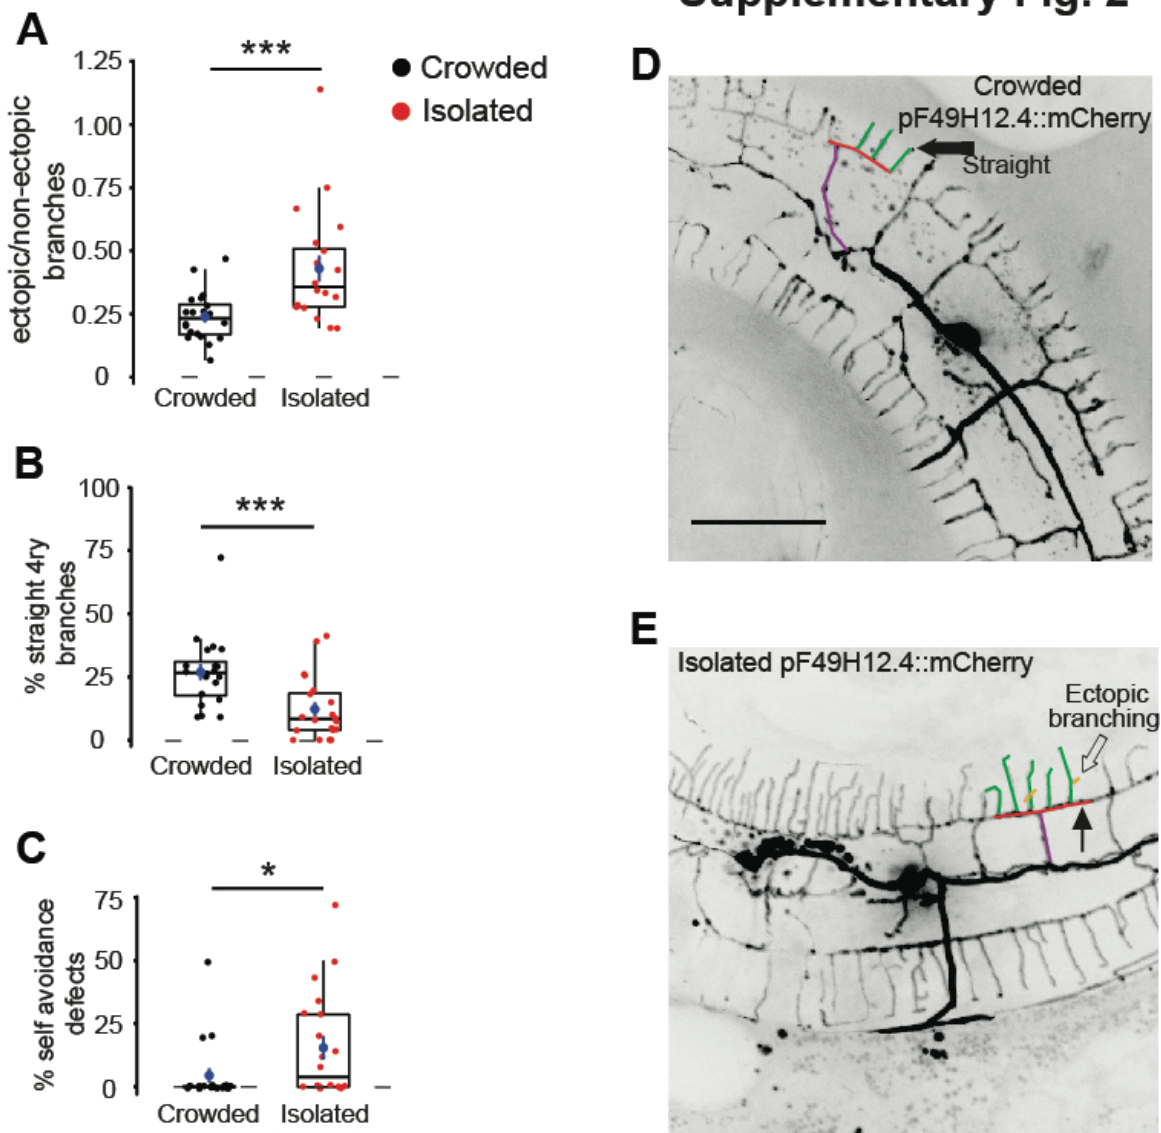 Supplementary Fig. 2
A
***
1.25
1.00
0.75
0.50
0.25
0
ectopic/non-ectopic
branches
Crowded
Isolated
Crowded
Isolated
B
***
100
75
50
25
0
% straight 4ry
branches
Crowded
Isolated
C
*
75
50
25
0
% self avoidance
defects
Crowded
Isolated
D
Crowded
pF49H12.4::mCherry
Straight
E
Isolated pF49H12.4::mCherry
Ectopic
branching